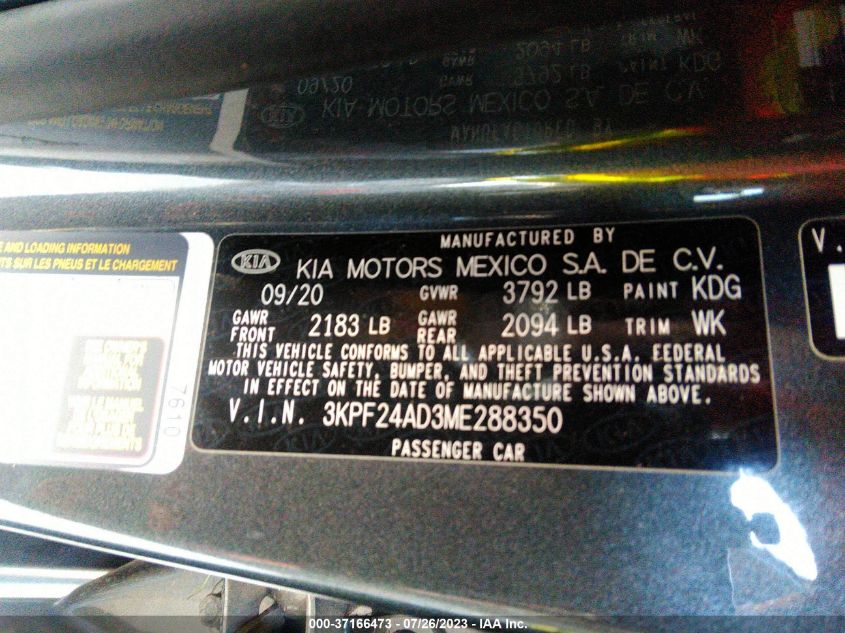 MANUFACTURED BY
KIA KIA MOTORS MEXICO S.A. DE C.V.
09/20 GVWR 3792 LB PAINT KDG
GAWR FRONT 2183 LB GAWR REAR 2094 LB TRIM WK
THIS VEHICLE CONFORMS TO ALL APPLICABLE U.S.A. FEDERAL
MOTOR VEHICLE SAFETY, BUMPER, AND THEFT PREVENTION STANDARDS
IN EFFECT ON THE DATE OF MANUFACTURE SHOWN ABOVE.
V.I.N. 3KPF24AD3ME288350
PASSENGER CAR
AND LOADING INFORMATION
SUR LES PNEUS ET LE CHARGEMENT
7610
V.
000-37166473 - 07/26/2023 - IAA Inc.